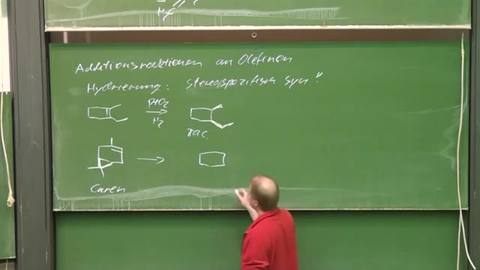 Additionsreaktionen an Olefinen
Hydrierung: stereospezifisch syn!
PtO₂
H₂
rac.
Caren